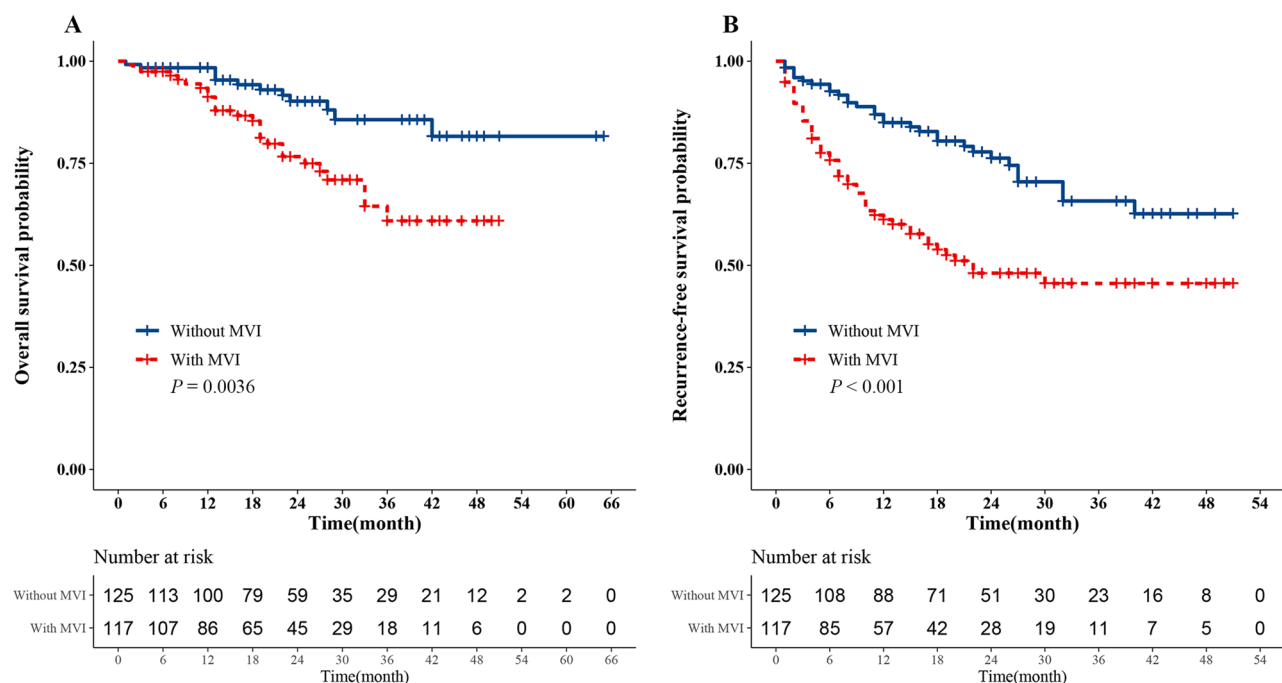 A
Overall survival probability
1.00
0.75
0.50
0.25
0.00
Without MVI
With MVI
P = 0.0036
0 6 12 18 24 30 36 42 48 54 60 66
Time(month)
Number at risk
Without MVI 125 113 100 79 59 35 29 21 12 2 2 0
With MVI 117 107 86 65 45 29 18 11 6 0 0 0
0 6 12 18 24 30 36 42 48 54 60 66
Time(month)
B
Recurrence-free survival probability
1.00
0.75
0.50
0.25
0.00
Without MVI
With MVI
P < 0.001
0 6 12 18 24 30 36 42 48 54
Time(month)
Number at risk
Without MVI 125 108 88 71 51 30 23 16 8 0
With MVI 117 85 57 42 28 19 11 7 5 0
0 6 12 18 24 30 36 42 48 54
Time(month)